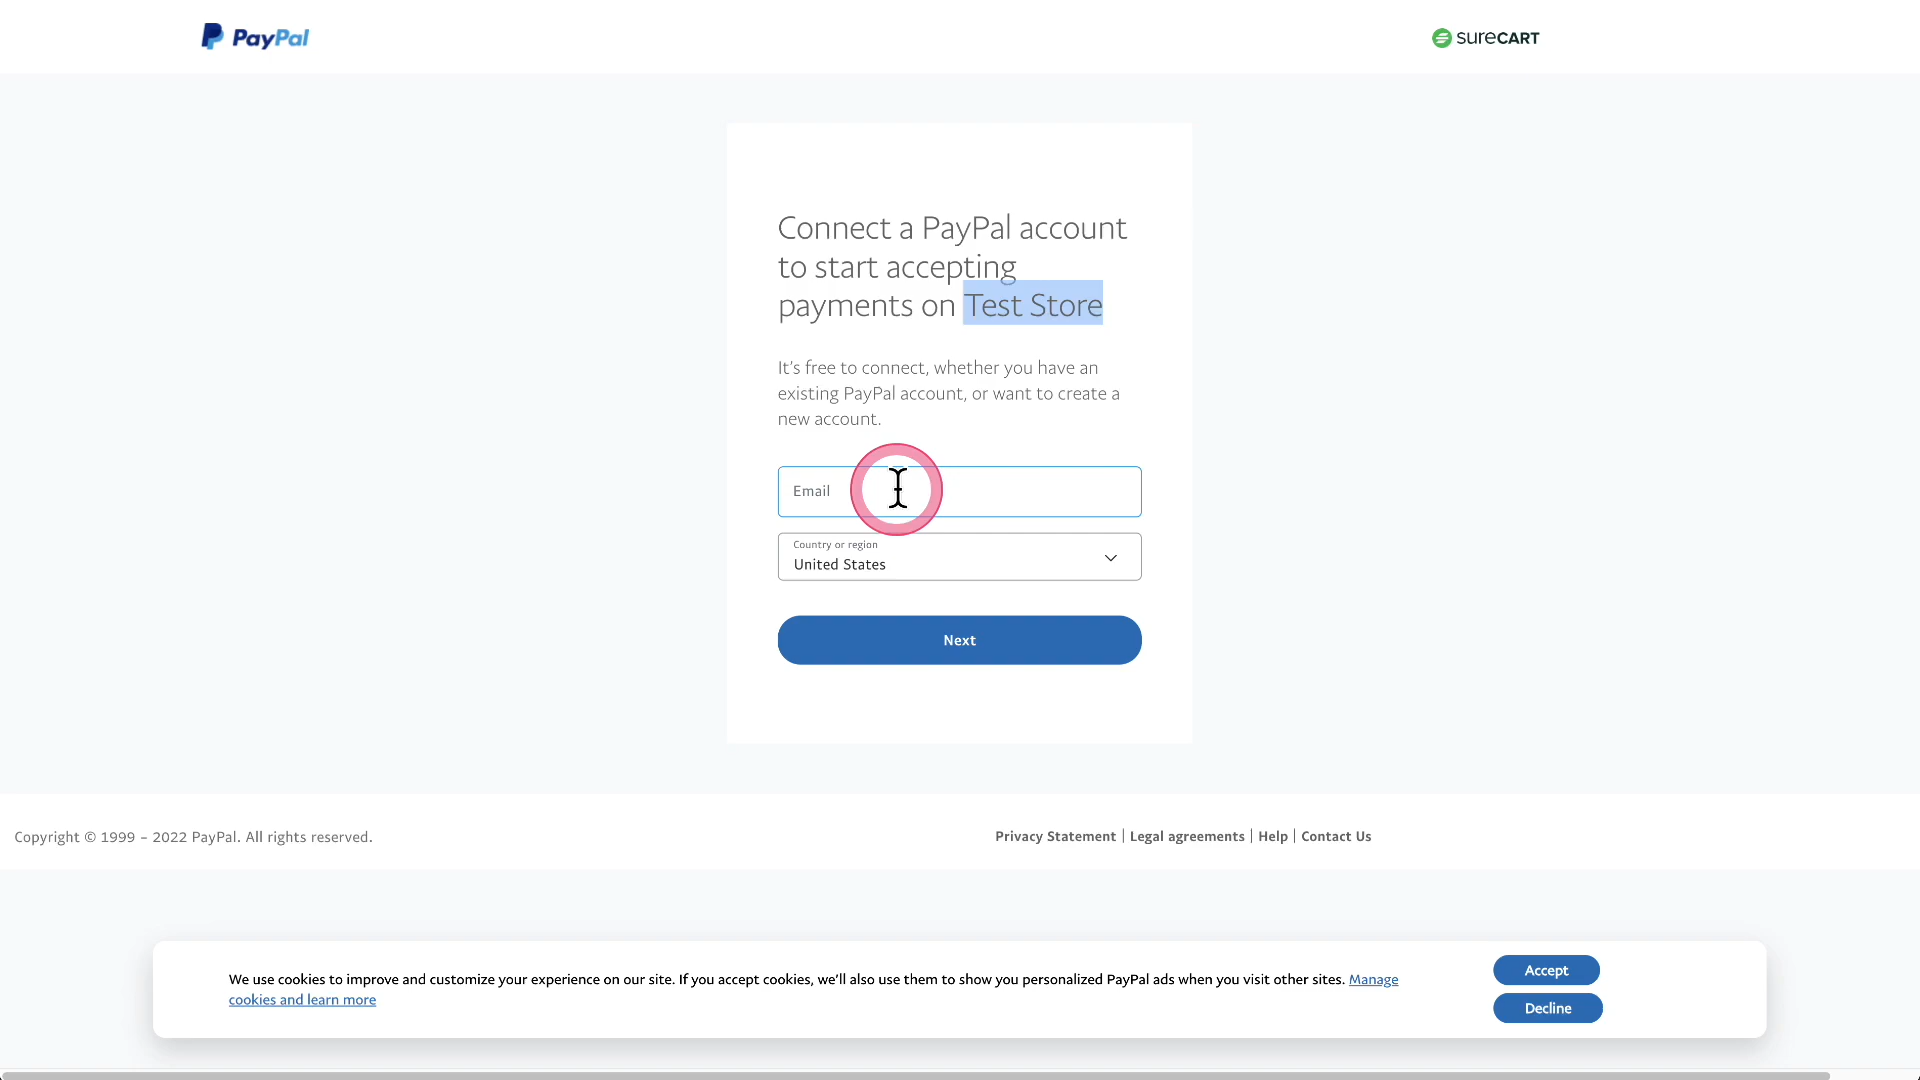 PayPal
SURECART
Connect a PayPal account
to start accepting
payments on Test Store
It's free to connect, whether you have an
existing PayPal account, or want to create a
new account.
Email
Country or region
United States
Next
Copyright © 1999 – 2022 PayPal. All rights reserved.
Privacy Statement | Legal agreements | Help | Contact Us
We use cookies to improve and customize your experience on our site. If you accept cookies, we'll also use them to show you personalized PayPal ads when you visit other sites. Manage
cookies and learn more
Accept
Decline